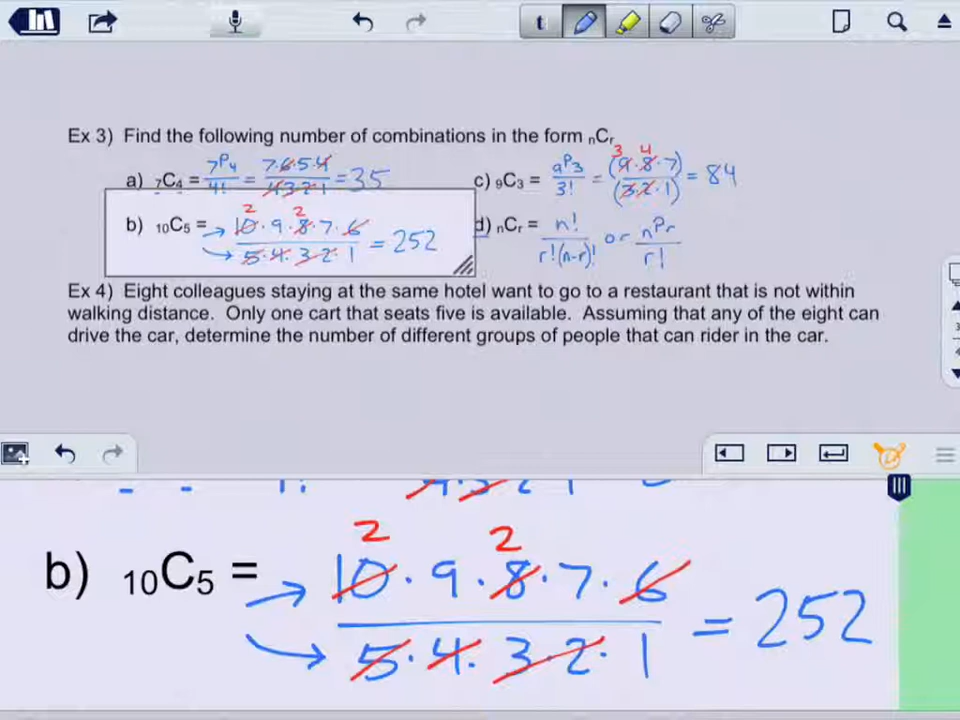 t
Ex 3) Find the following number of combinations in the form nCr
a) 7C4 = 7P4/4! = 7·6·5·4/4·3·2·1 = 35
c) 9C3 = 9P3/3! = (9·8·7)/(3·2·1) = 84
3 4
b) 10C5 = 10·9·8·7·6/5·4·3·2·1 = 252
2 2
d) nCr = n!/r!(n-r)! or nPr/r!
Ex 4) Eight colleagues staying at the same hotel want to go to a restaurant that is not within
walking distance. Only one cart that seats five is available. Assuming that any of the eight can
drive the car, determine the number of different groups of people that can rider in the car.
2 2
b) 10C5 = 10·9·8·7·6/5·4·3·2·1 = 252